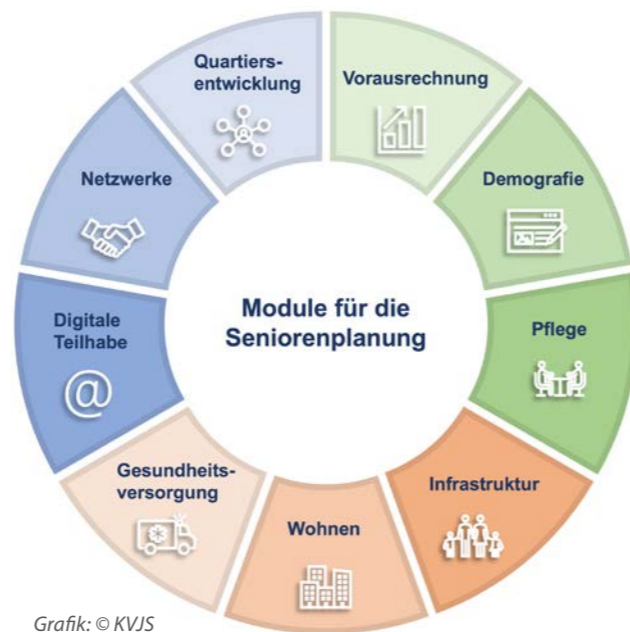 Quartiers-
entwicklung
Vorausrechnung
Demografie
Pflege
Infrastruktur
Wohnen
Gesundheits-
versorgung
@
Digitale
Teilhabe
Netzwerke
Module für die
Seniorenplanung
Grafik: © KVJS